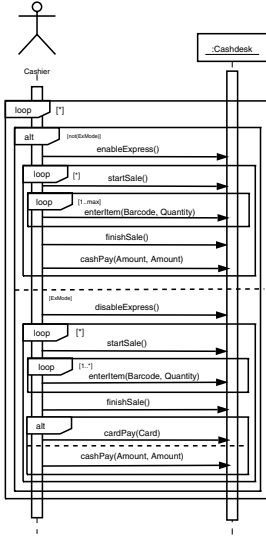 :Cashdesk
Cashier
loop [*]
alt [not(ExMode)]
enableExpress()
loop [*]
startSale()
loop [1..max]
enterItem(Barcode, Quantity)
finishSale()
cashPay(Amount, Amount)
[ExMode]
disableExpress()
loop [*]
startSale()
loop [1..*]
enterItem(Barcode, Quantity)
finishSale()
alt
cardPay(Card)
cashPay(Amount, Amount)